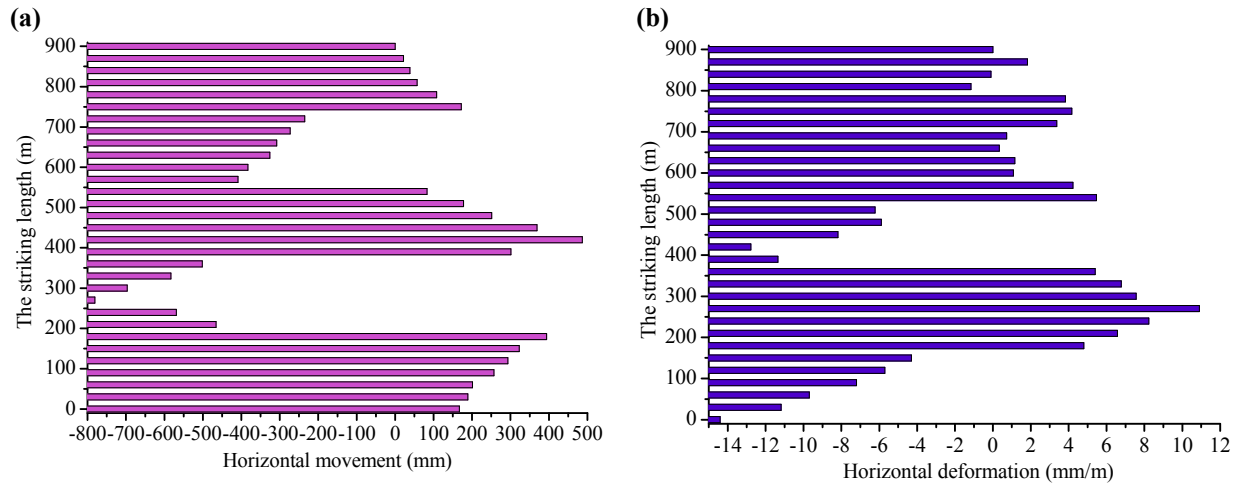 (a)
The striking length (m)
900
800
700
600
500
400
300
200
100
0
-800 -700 -600 -500 -400 -300 -200 -100 0 100 200 300 400 500
Horizontal movement (mm)
(b)
The striking length (m)
900
800
700
600
500
400
300
200
100
0
-14 -12 -10 -8 -6 -4 -2 0 2 4 6 8 10 12
Horizontal deformation (mm/m)